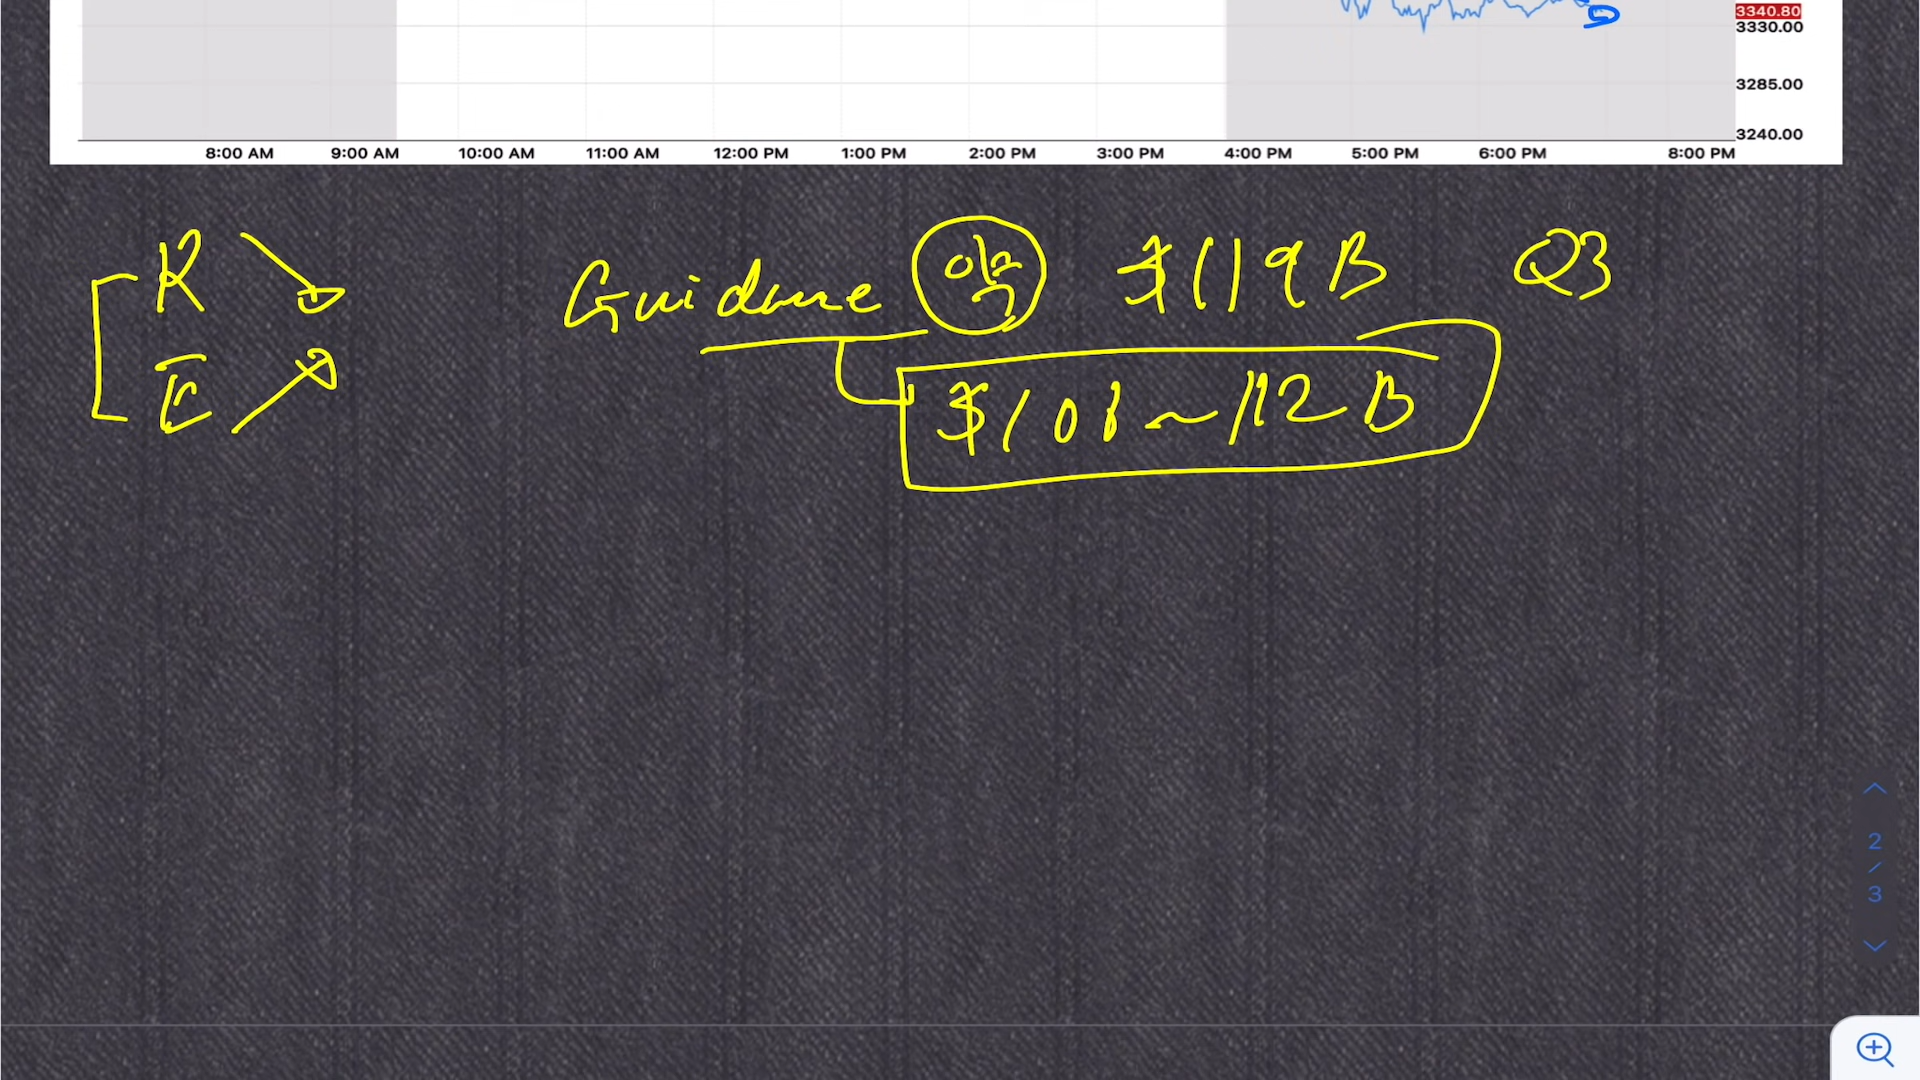 3340.80
3330.00
3285.00
3240.00
8:00 AM 9:00 AM 10:00 AM 11:00 AM 12:00 PM 1:00 PM 2:00 PM 3:00 PM 4:00 PM 5:00 PM 6:00 PM 8:00 PM
R Guidance $119B Q3
E $106~112B
2
/
3